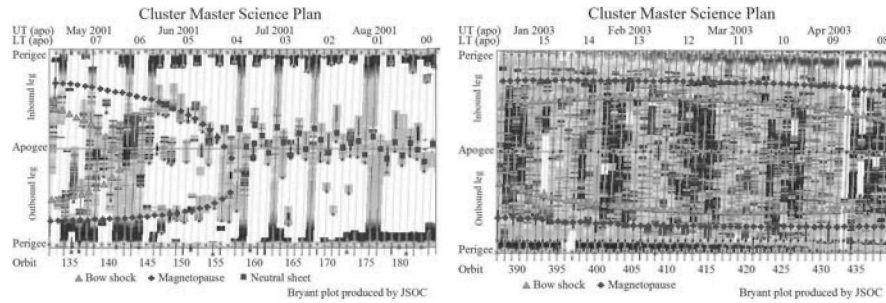 Cluster Master Science Plan
UT (apo) May 2001 Jun 2001 Jul 2001 Aug 2001
LT (apo) 07 06 05 04 03 02 01 00
Perigee
Inbound leg
Apogee
Outbound leg
Perigee
Orbit 135 140 145 150 155 160 165 170 175 180
Bow shock Magnetopause Neutral sheet
Bryant plot produced by JSOC
Cluster Master Science Plan
UT (apo) Jan 2003 Feb 2003 Mar 2003 Apr 2003
LT (apo) 15 14 13 12 11 10 09 08
Perigee
Inbound leg
Apogee
Outbound leg
Perigee
Orbit 390 395 400 405 410 415 420 425 430 435
Bow shock Magnetopause
Bryant plot produced by JSOC